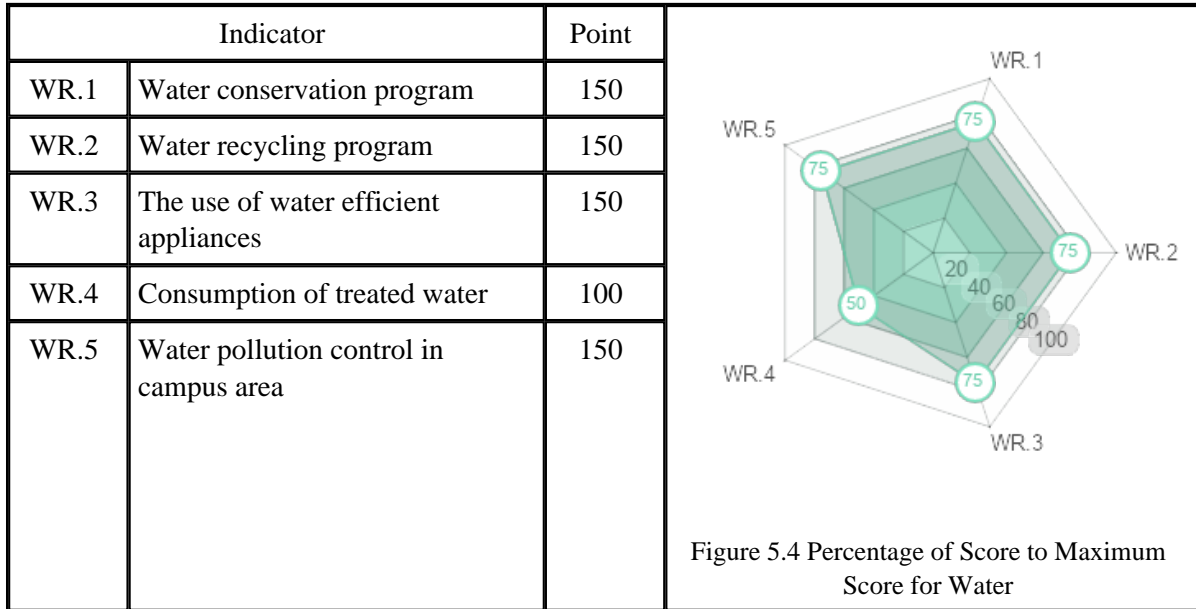 Indicator Point
WR.1 Water conservation program 150
WR.2 Water recycling program 150
WR.3 The use of water efficient 150
appliances
WR.4 Consumption of treated water 100
WR.5 Water pollution control in 150
campus area
WR.1
75
WR.5
75
75
WR.2
20
40
60
80
100
50
WR.4
75
WR.3
Figure 5.4 Percentage of Score to Maximum
Score for Water